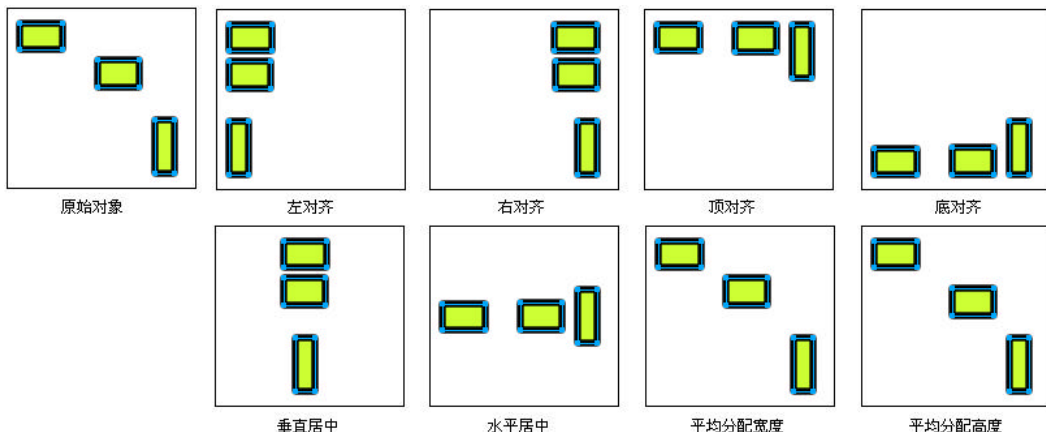 原始对象
左对齐
右对齐
顶对齐
底对齐
垂直居中
水平居中
平均分配宽度
平均分配高度